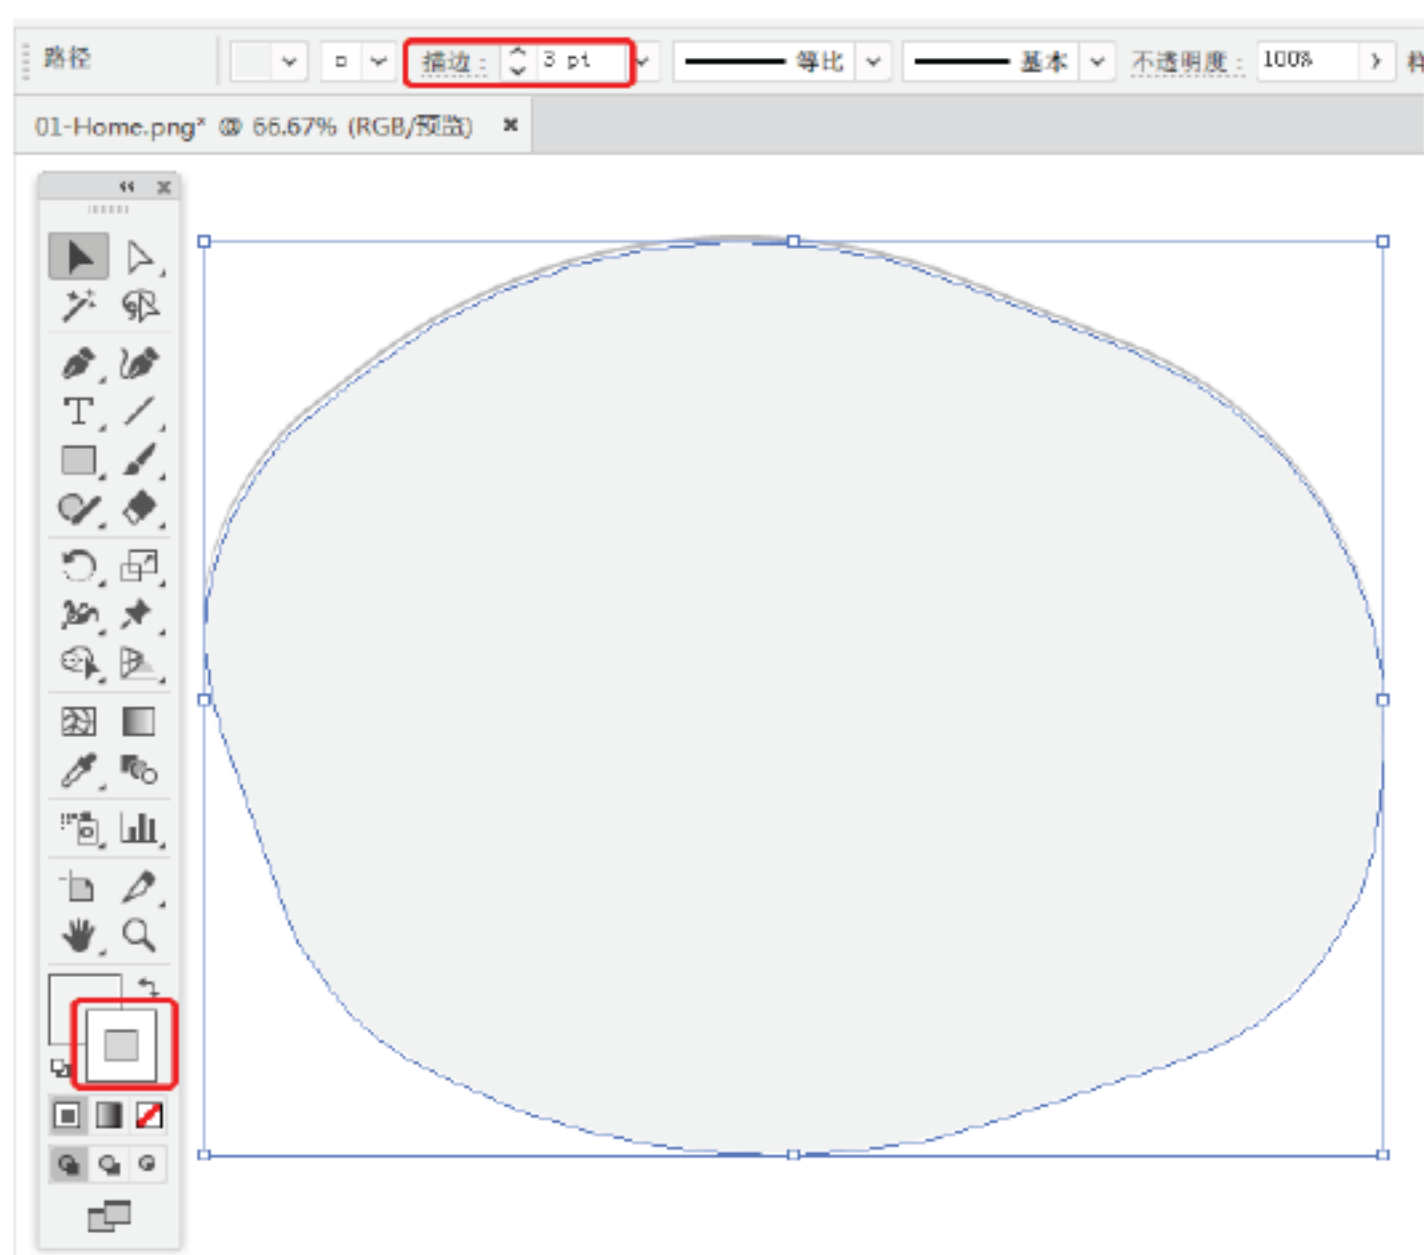 路径 描边： 3 pt 等比 基本 不透明度： 100%
01-Home.png* @ 66.67% (RGB/预览)